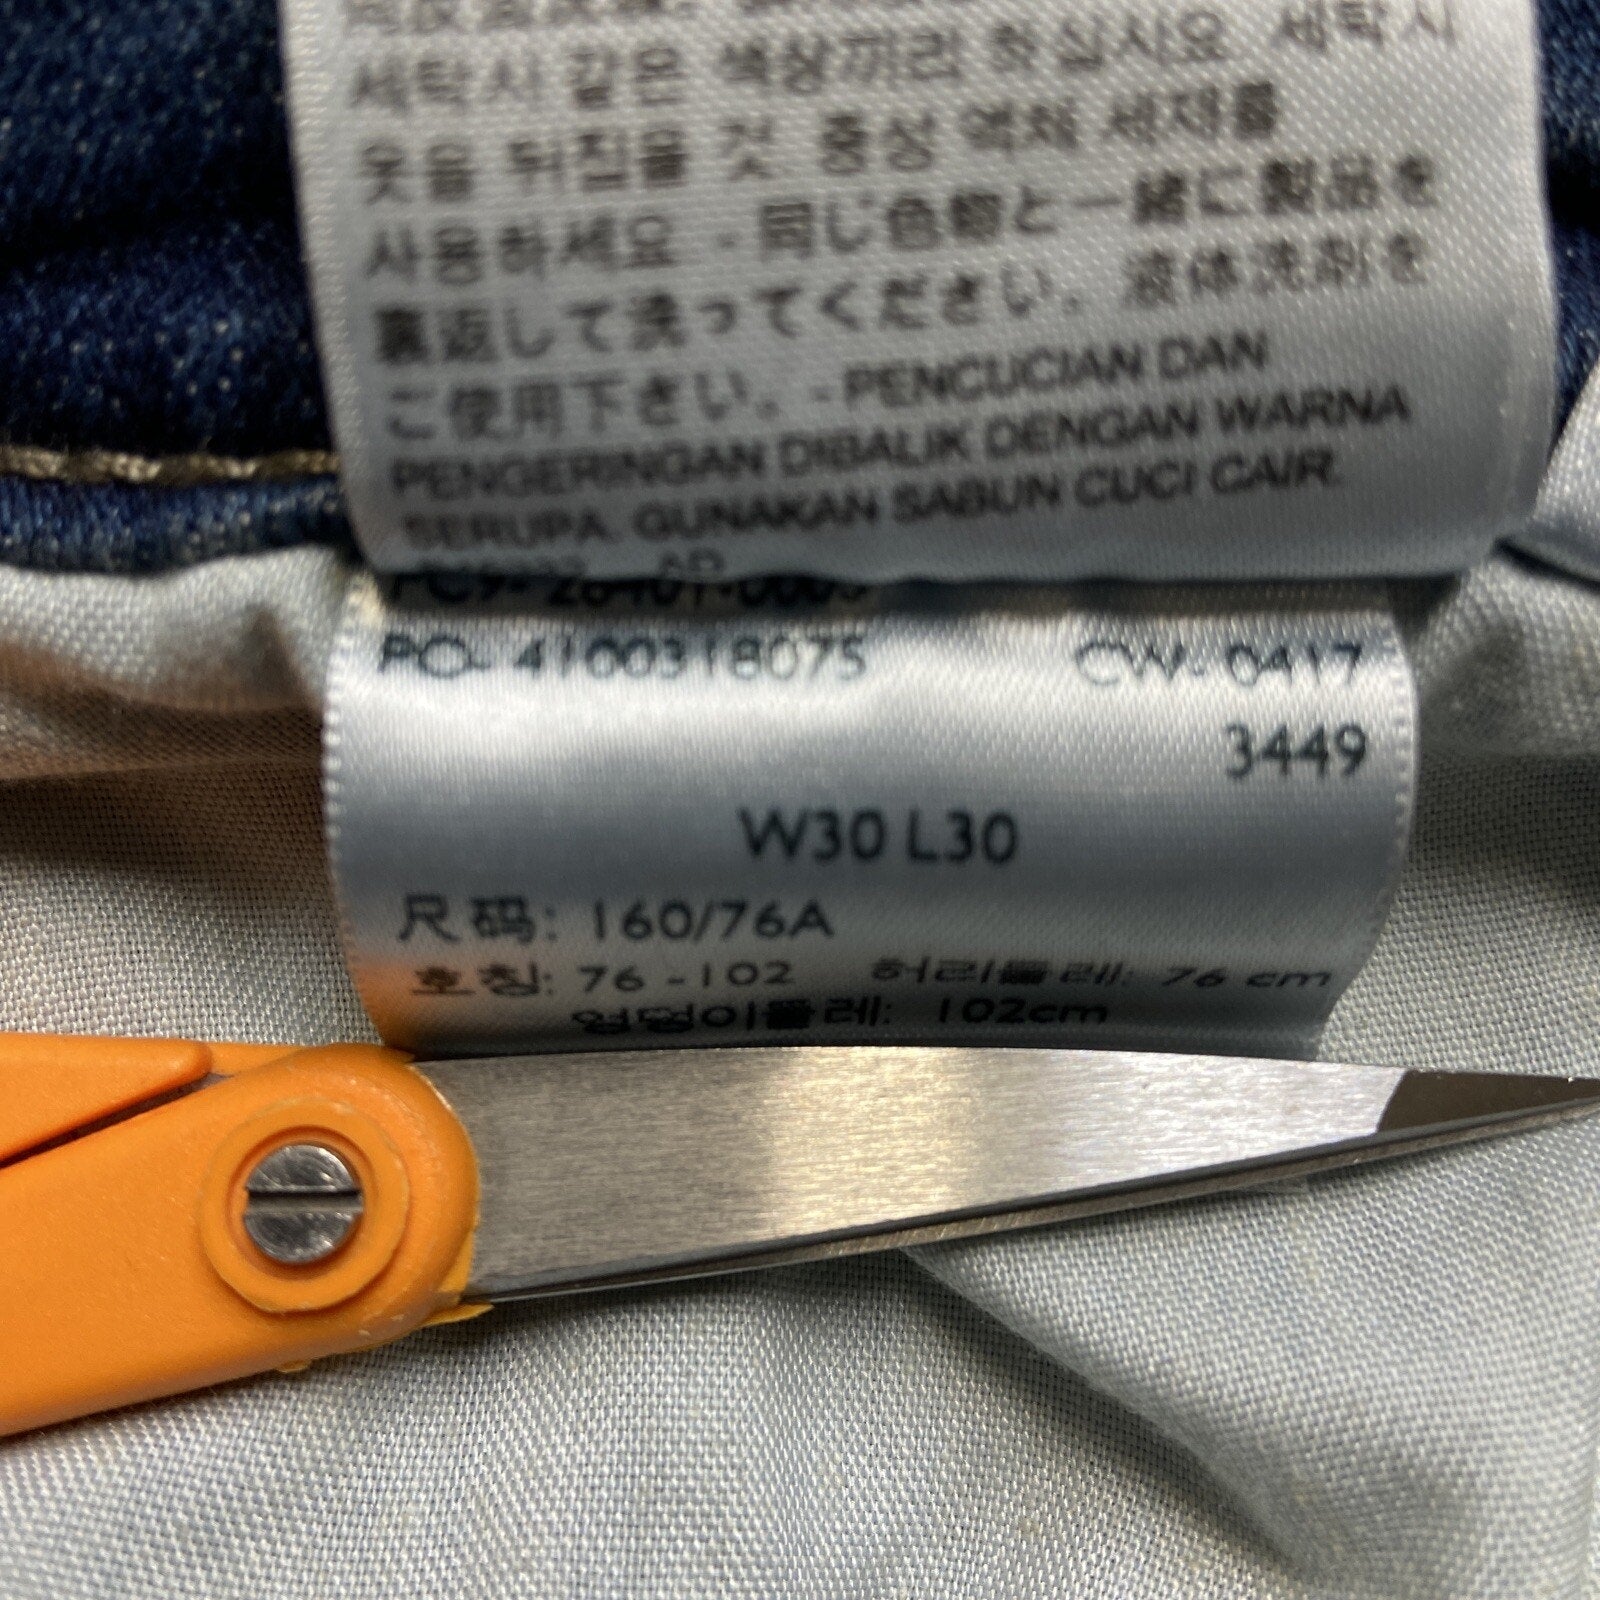 세탁시 같은 색상끼리 하십시오. 세탁시
옷을 뒤집을 것. 중성 액체 세제를
사용하세요. - 同じ色物と一緒に製品を
裏返して洗ってください。液体洗剤を
ご使用下さい。- PENCUCIAN DAN
PENGERINGAN DIBALIK DENGAN WARNA
SERUPA. GUNAKAN SABUN CUCI CAIR.
PO- 4100318075 CW- 0417
3449
W30 L30
尺码: 160/76A
호칭: 76 -102 허리둘레: 76 cm
엉덩이둘레: 102cm